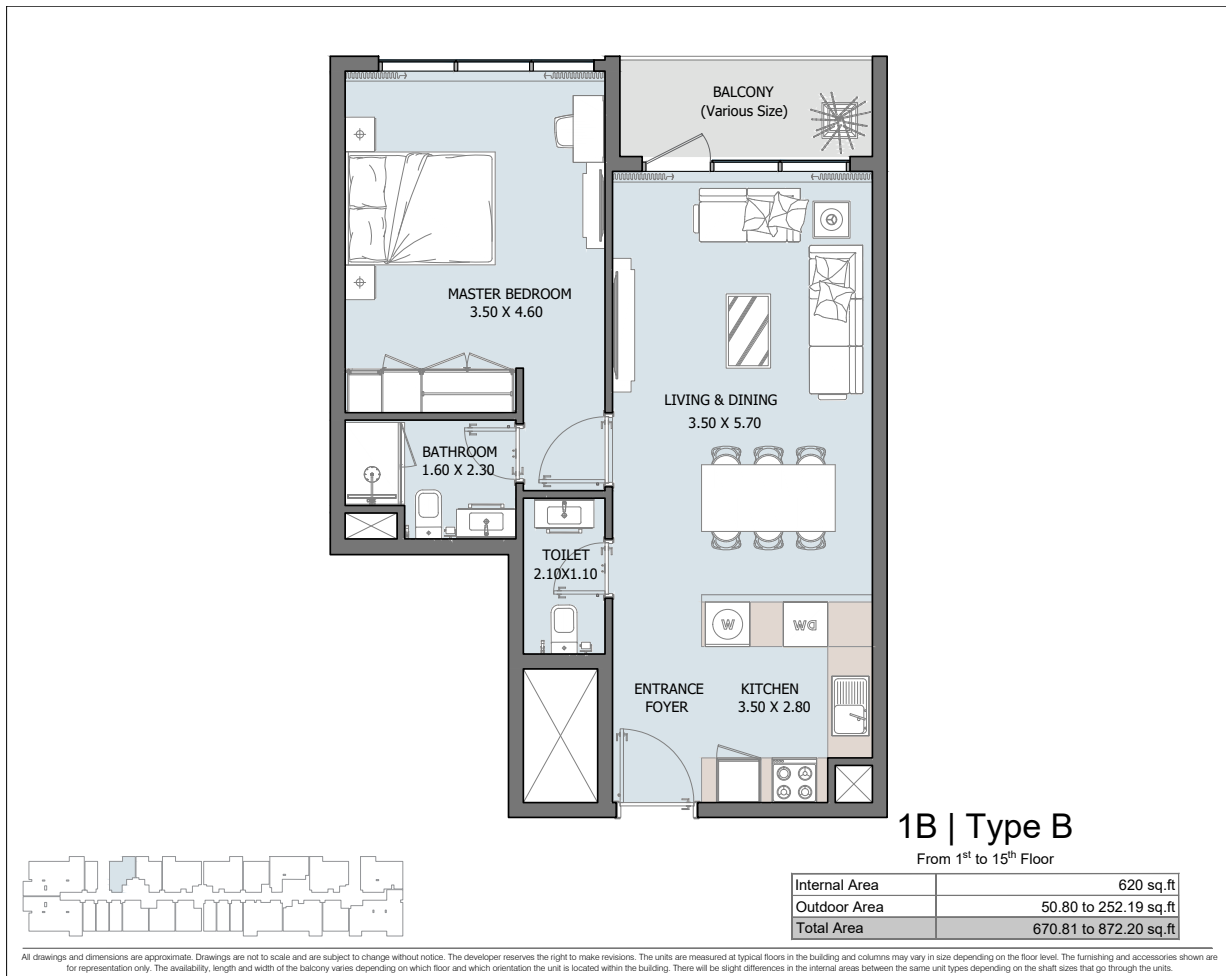 BALCONY
(Various Size)
MASTER BEDROOM
3.50 X 4.60
LIVING & DINING
3.50 X 5.70
BATHROOM
1.60 X 2.30
TOILET
2.10X1.10
W
DW
ENTRANCE
FOYER
KITCHEN
3.50 X 2.80
1B | Type B
From 1st to 15th Floor
Internal Area 620 sq.ft
Outdoor Area 50.80 to 252.19 sq.ft
Total Area 670.81 to 872.20 sq.ft
All drawings and dimensions are approximate. Drawings are not to scale and are subject to change without notice. The developer reserves the right to make revisions. The units are measured at typical floors in the building and columns may vary in size depending on the floor level. The furnishing and accessories shown are
for representation only. The availability, length and width of the balcony varies depending on which floor and which orientation the unit is located within the building. There will be slight differences in the internal areas between the same unit types depending on the shaft sizes that go through the units.